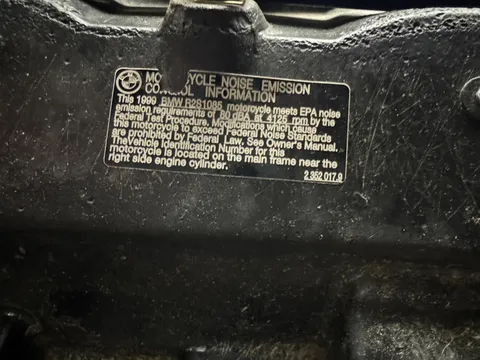 MOTORCYCLE NOISE EMISSION
CONTROL INFORMATION
This 1999 BMW R2S1085 motorcycle meets EPA noise
emission requirements of 80 dBA at 4125 rpm by the
Federal Test Procedure. Modifications which cause
this motorcycle to exceed Federal Noise Standards
are prohibited by Federal Law. See Owner's Manual.
TheVehicle Identification Number for this
motorcycle is located on the main frame near the
right side engine cylinder.
2 352 017.9